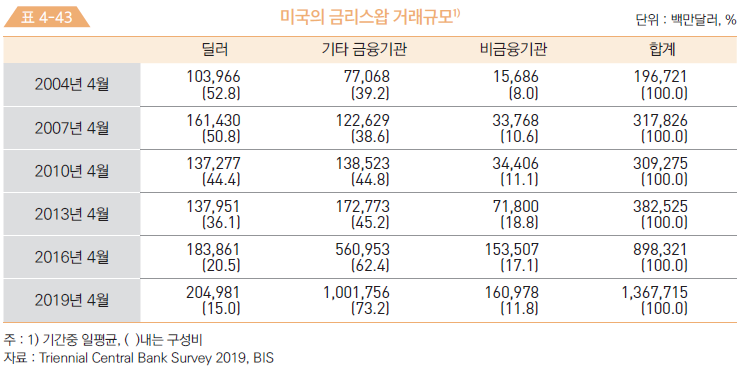 표 4-43
미국의 금리스왑 거래규모1)
단위 : 백만달러, %
딜러 기타 금융기관 비금융기관 합계
2004년 4월 103,966 77,068 15,686 196,721
(52.8) (39.2) (8.0) (100.0)
2007년 4월 161,430 122,629 33,768 317,826
(50.8) (38.6) (10.6) (100.0)
2010년 4월 137,277 138,523 34,406 309,275
(44.4) (44.8) (11.1) (100.0)
2013년 4월 137,951 172,773 71,800 382,525
(36.1) (45.2) (18.8) (100.0)
2016년 4월 183,861 560,953 153,507 898,321
(20.5) (62.4) (17.1) (100.0)
2019년 4월 204,981 1,001,756 160,978 1,367,715
(15.0) (73.2) (11.8) (100.0)
주 : 1) 기간중 일평균, ( )내는 구성비
자료 : Triennial Central Bank Survey 2019, BIS